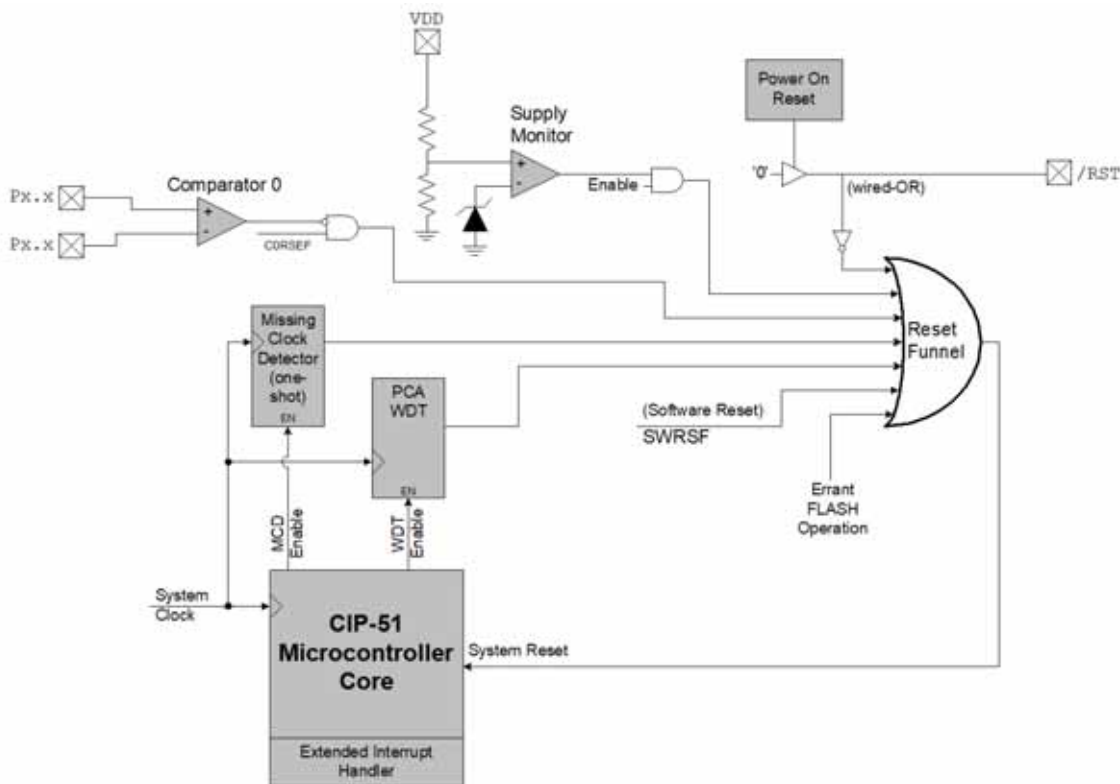 VDD
Power On
Reset
Supply
Monitor
+
-
Enable
'0'
(wired-OR)
/RST
Px.x
Px.x
Comparator 0
+
-
C0RSEF
Missing
Clock
Detector
(one-
shot)
EN
PCA
WDT
EN
Reset
Funnel
(Software Reset)
SWRSF
Errant
FLASH
Operation
MCD
Enable
WDT
Enable
System
Clock
CIP-51
Microcontroller
Core
System Reset
Extended Interrupt
Handler